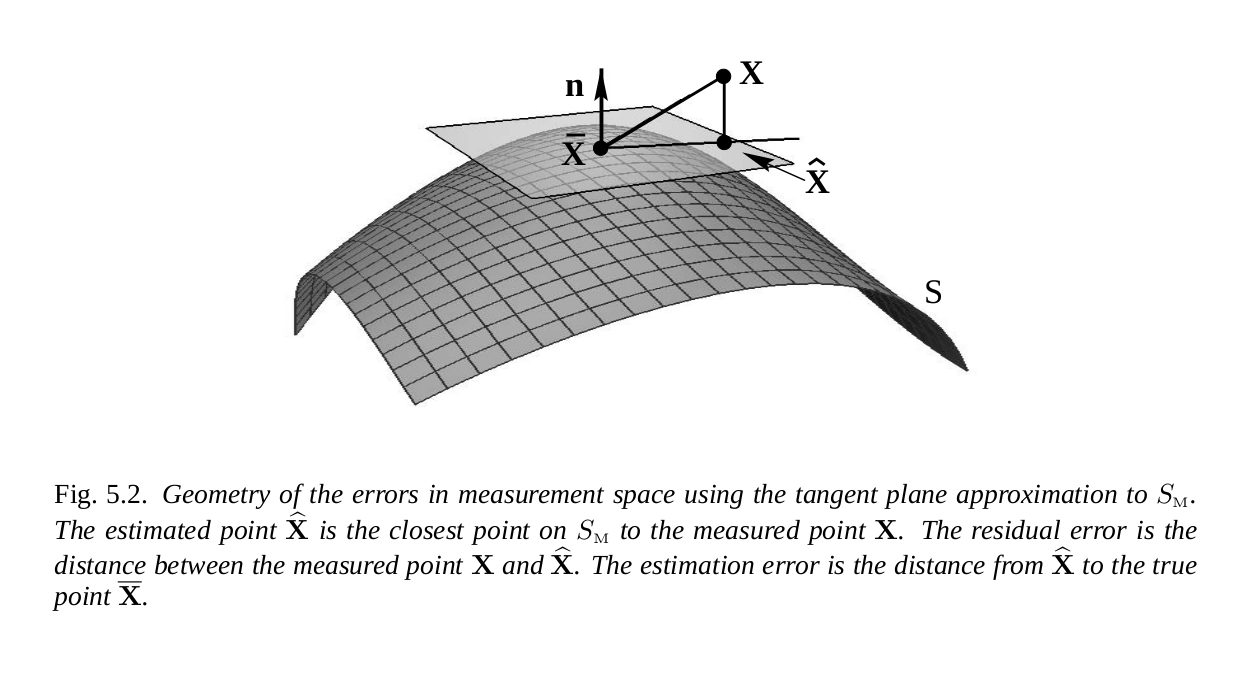 n
X
X̄
X̂
S
Fig. 5.2. Geometry of the errors in measurement space using the tangent plane approximation to S_M.
The estimated point X̂ is the closest point on S_M to the measured point X. The residual error is the
distance between the measured point X and X̂. The estimation error is the distance from X̂ to the true
point X̄.